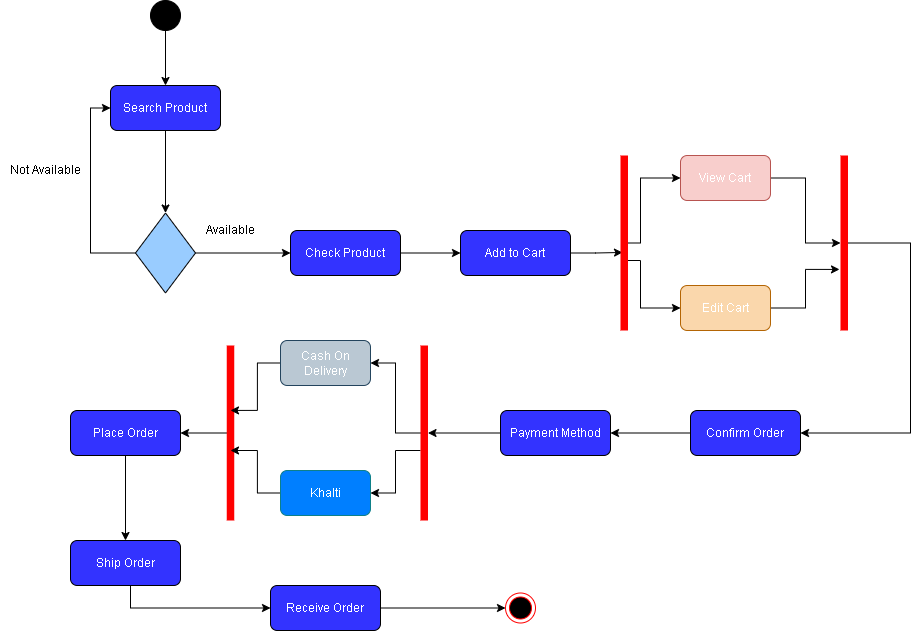 Search Product
Not Available
Available
Check Product
Add to Cart
View Cart
Edit Cart
Cash On
Delivery
Place Order
Payment Method
Confirm Order
Khalti
Ship Order
Receive Order